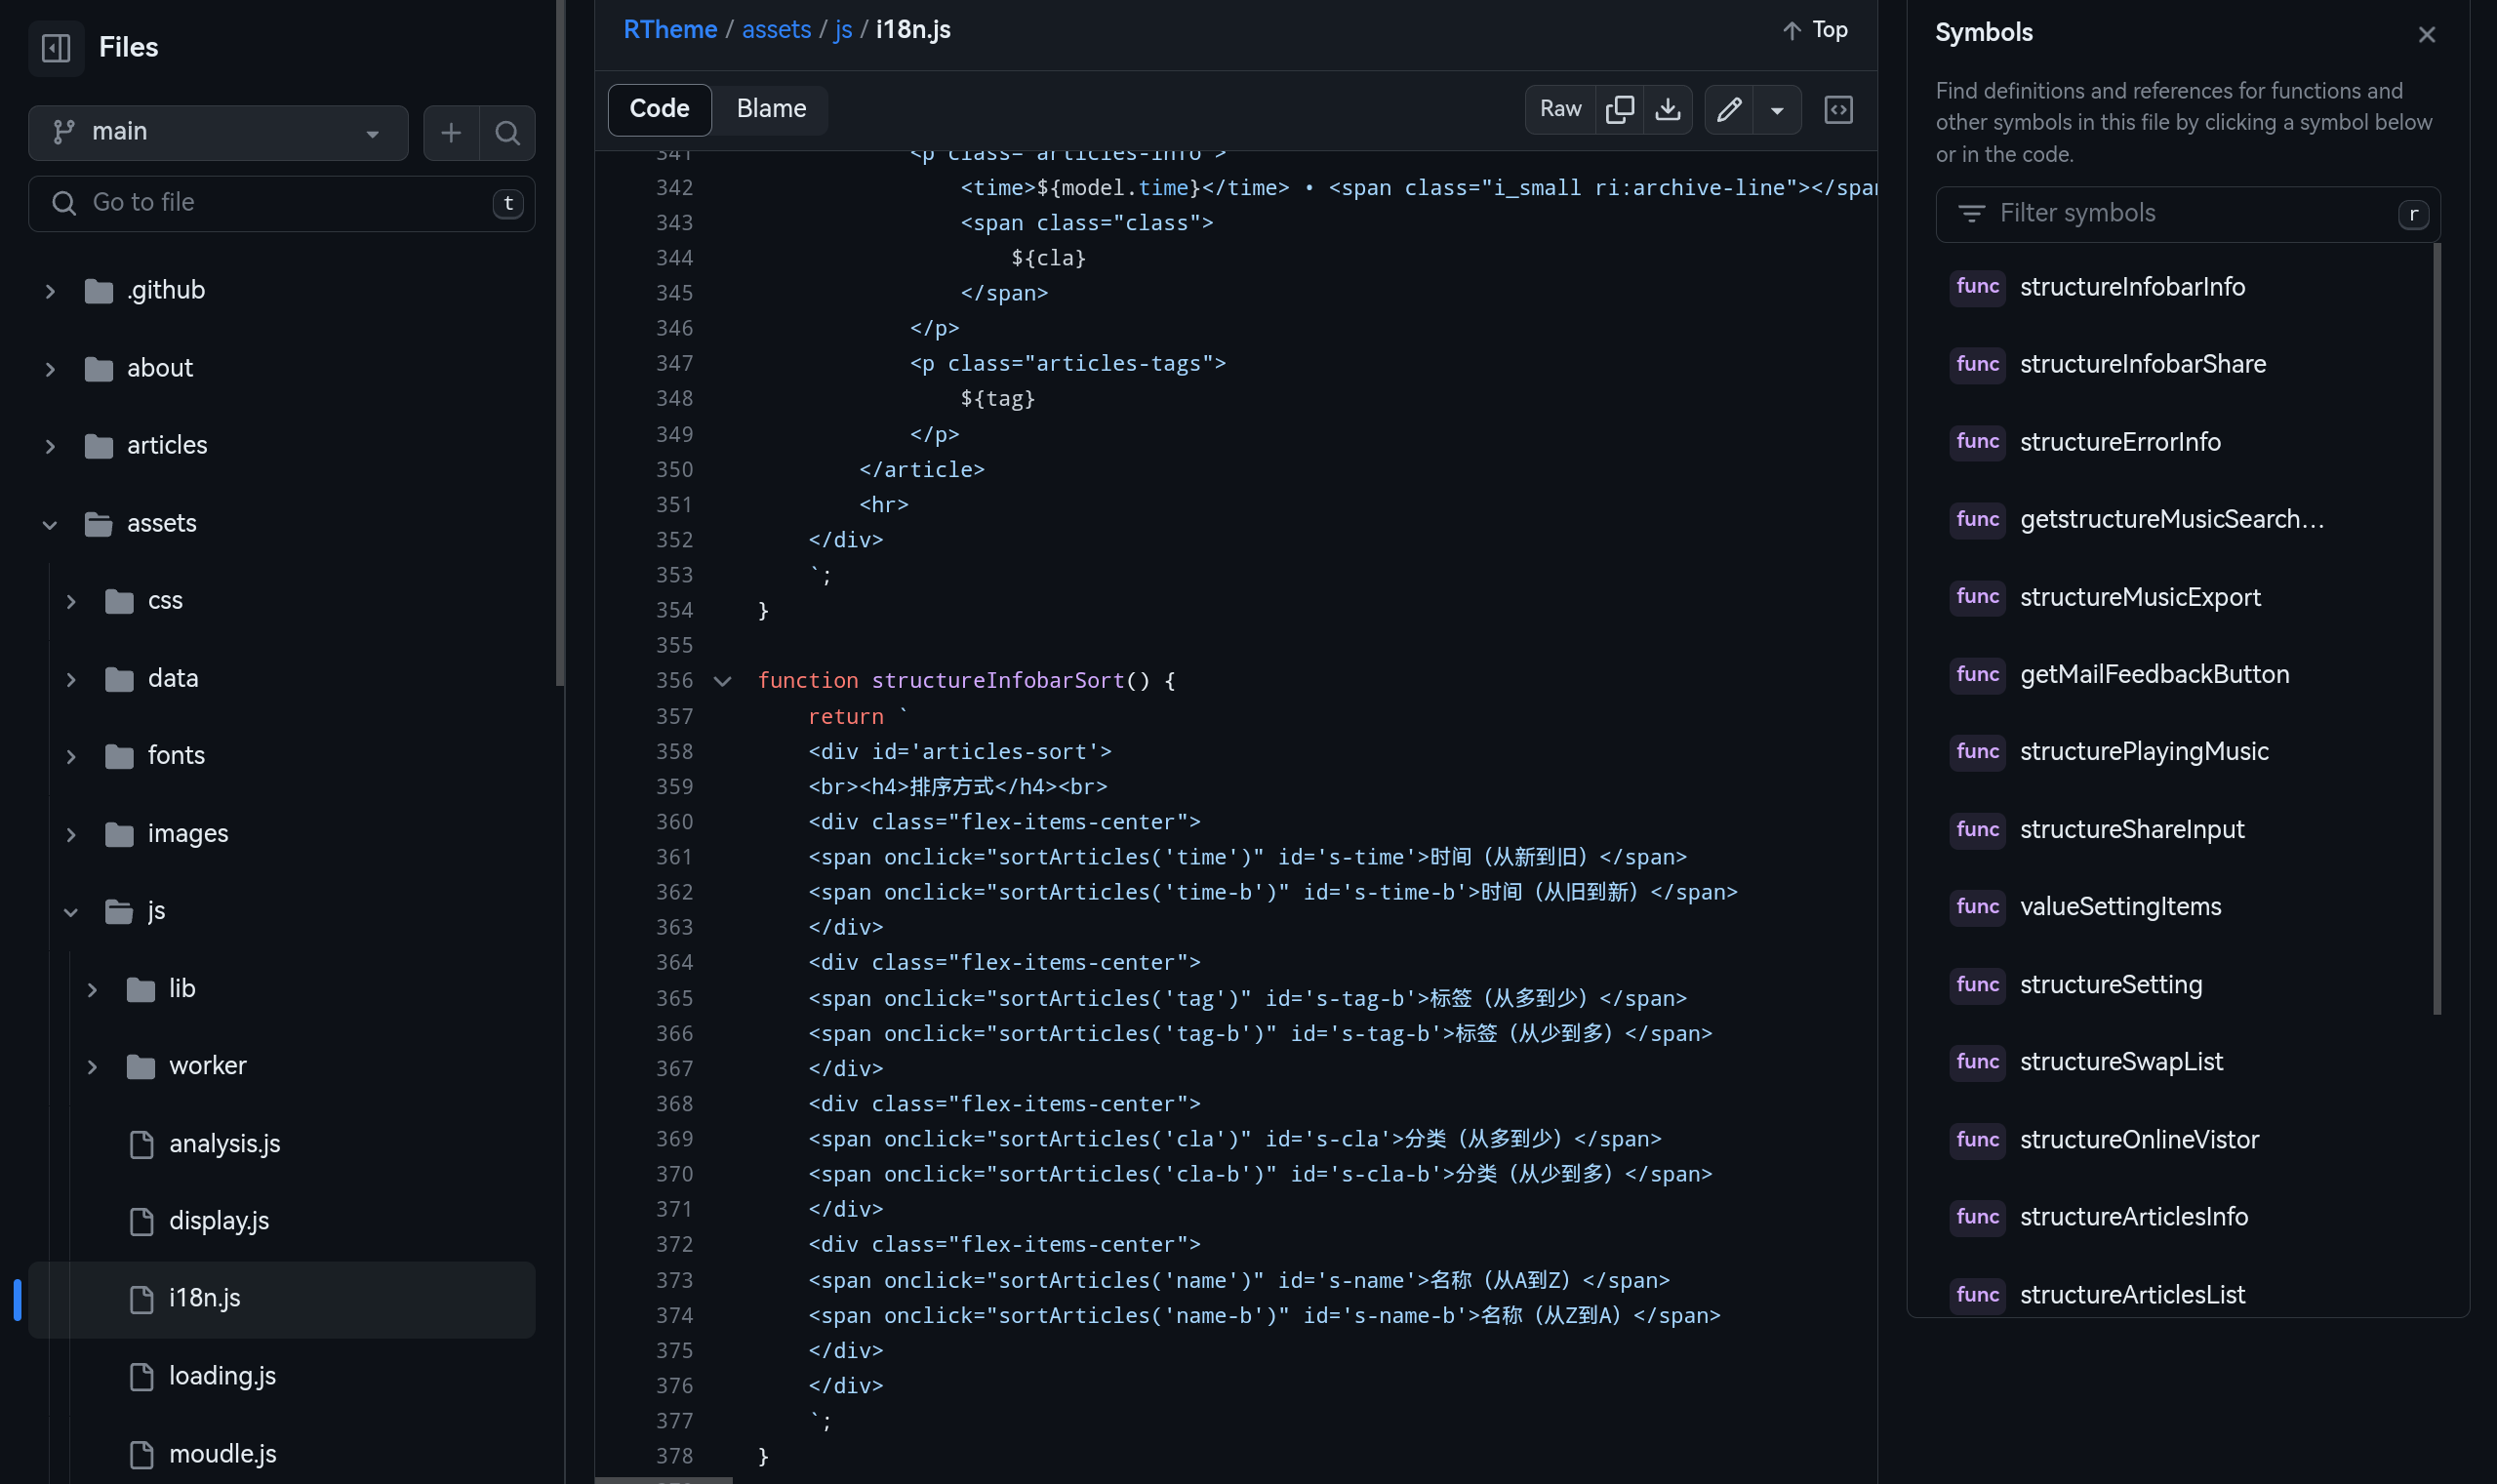 Files
main
Go to file
t
.github
about
articles
assets
css
data
fonts
images
js
lib
worker
analysis.js
display.js
i18n.js
loading.js
moudle.js
RTheme / assets / js / i18n.js
Top
Code
Blame
Raw
341 <p class="articles-info">
342 <time>${model.time}</time> • <span class="i_small ri:archive-line"></span
343 <span class="class">
344 ${cla}
345 </span>
346 </p>
347 <p class="articles-tags">
348 ${tag}
349 </p>
350 </article>
351 <hr>
352 </div>
353 `;
354 }
355
356 function structureInfobarSort() {
357 return `
358 <div id='articles-sort'>
359 <br><h4>排序方式</h4><br>
360 <div class="flex-items-center">
361 <span onclick="sortArticles('time')" id='s-time'>时间（从新到旧）</span>
362 <span onclick="sortArticles('time-b')" id='s-time-b'>时间（从旧到新）</span>
363 </div>
364 <div class="flex-items-center">
365 <span onclick="sortArticles('tag')" id='s-tag-b'>标签（从多到少）</span>
366 <span onclick="sortArticles('tag-b')" id='s-tag-b'>标签（从少到多）</span>
367 </div>
368 <div class="flex-items-center">
369 <span onclick="sortArticles('cla')" id='s-cla'>分类（从多到少）</span>
370 <span onclick="sortArticles('cla-b')" id='s-cla-b'>分类（从少到多）</span>
371 </div>
372 <div class="flex-items-center">
373 <span onclick="sortArticles('name')" id='s-name'>名称（从A到Z）</span>
374 <span onclick="sortArticles('name-b')" id='s-name-b'>名称（从Z到A）</span>
375 </div>
376 </div>
377 `;
378 }
Symbols
Find definitions and references for functions and
other symbols in this file by clicking a symbol below
or in the code.
Filter symbols
r
func structureInfobarInfo
func structureInfobarShare
func structureErrorInfo
func getstructureMusicSearch…
func structureMusicExport
func getMailFeedbackButton
func structurePlayingMusic
func structureShareInput
func valueSettingItems
func structureSetting
func structureSwapList
func structureOnlineVistor
func structureArticlesInfo
func structureArticlesList